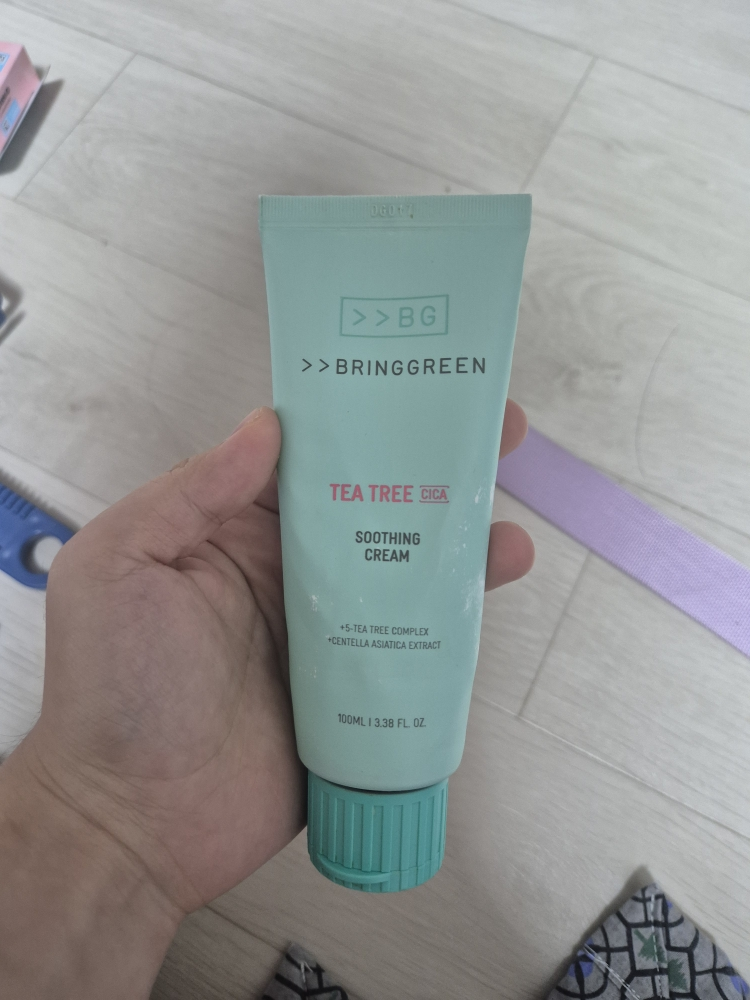 >>BG
>>BRINGGREEN
TEA TREE CICA
SOOTHING
CREAM
+5-TEA TREE COMPLEX
+CENTELLA ASIATICA EXTRACT
100ML I 3.38 FL. OZ.